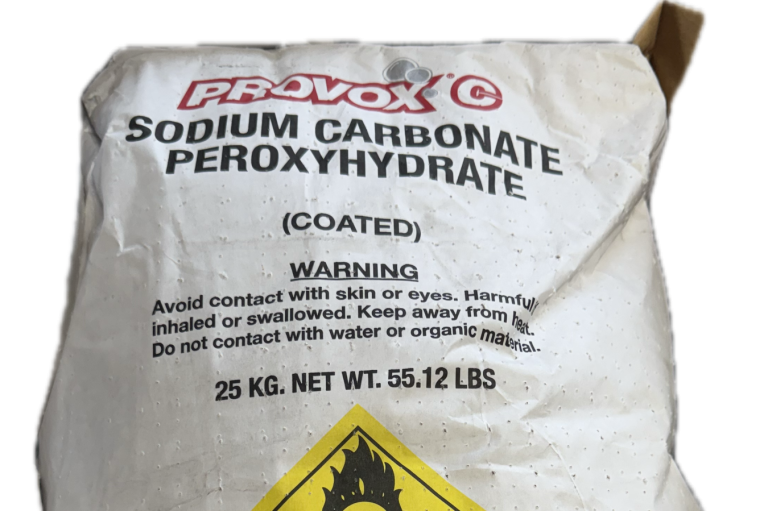 PROVOX® C
SODIUM CARBONATE
PEROXYHYDRATE
(COATED)
WARNING
Avoid contact with skin or eyes. Harmful
inhaled or swallowed. Keep away from heat.
Do not contact with water or organic material.
25 KG. NET WT. 55.12 LBS